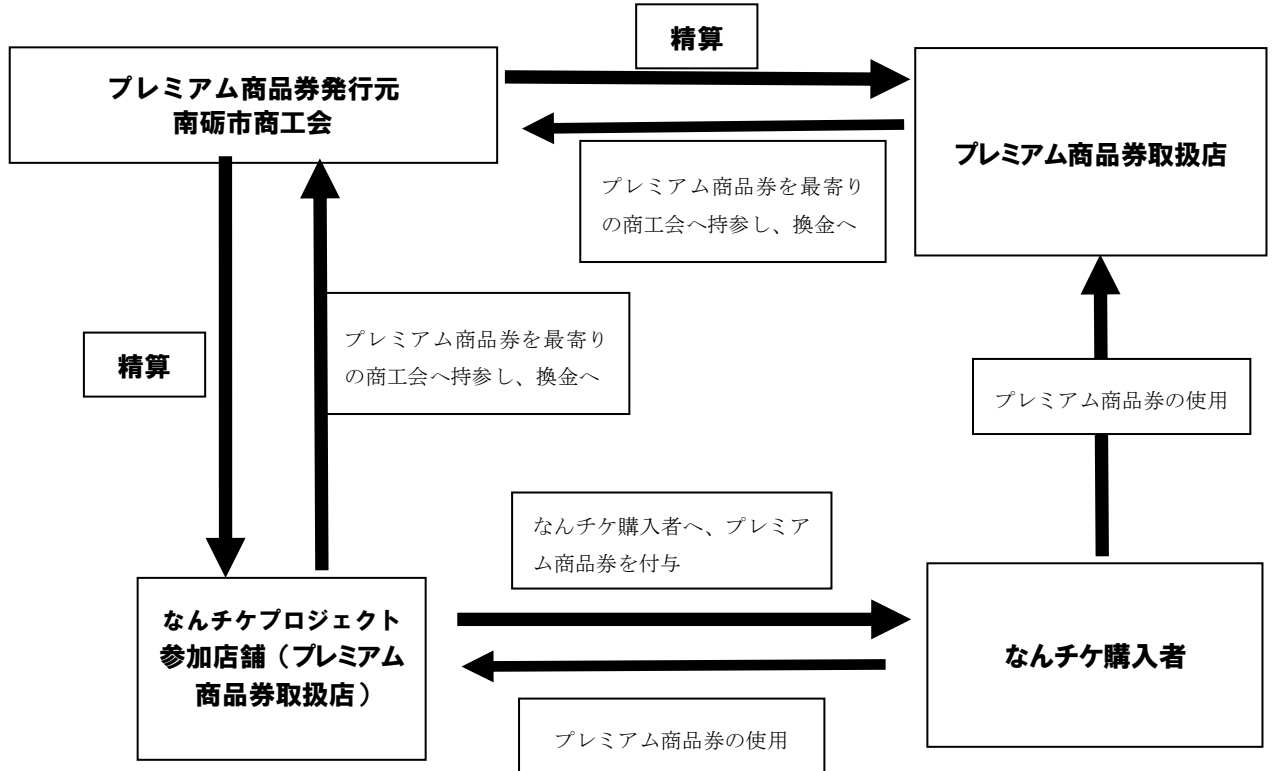 精算
プレミアム商品券発行元
南砺市商工会
プレミアム商品券取扱店
プレミアム商品券を最寄り
の商工会へ持参し、換金へ
精算
プレミアム商品券を最寄り
の商工会へ持参し、換金へ
プレミアム商品券の使用
なんチケ購入者へ、プレミア
ム商品券を付与
なんチケプロジェクト
参加店舗（プレミアム
商品券取扱店）
なんチケ購入者
プレミアム商品券の使用